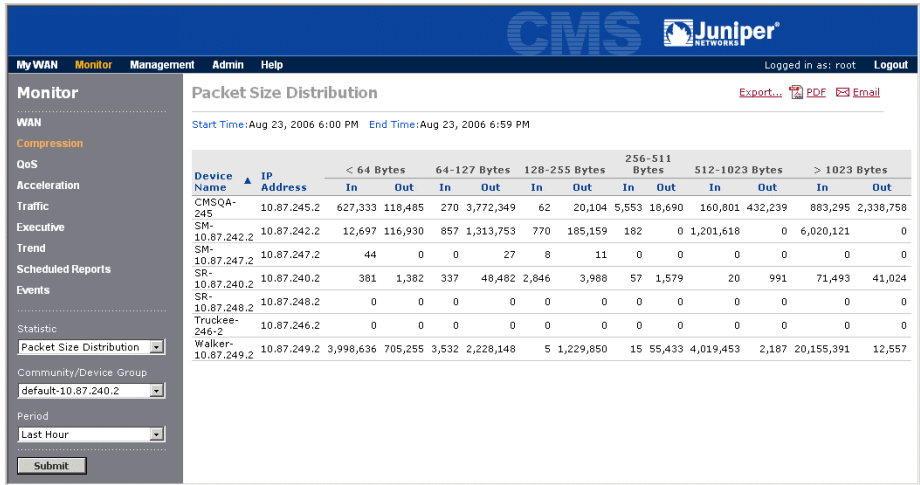 CMS
Juniper
NETWORKS
My WAN Monitor Management Admin Help Logged in as: root Logout
Monitor
WAN
Compression
QoS
Acceleration
Traffic
Executive
Trend
Scheduled Reports
Events
Statistic
Packet Size Distribution
Community/Device Group
default-10.87.240.2
Period
Last Hour
Submit
Packet Size Distribution
Export... PDF Email
Start Time:Aug 23, 2006 6:00 PM End Time:Aug 23, 2006 6:59 PM
Device Name IP Address < 64 Bytes 64-127 Bytes 128-255 Bytes 256-511 Bytes 512-1023 Bytes > 1023 Bytes
In Out In Out In Out In Out In Out In Out
CMSQA-245 10.87.245.2 627,333 118,485 270 3,772,349 62 20,104 5,553 18,690 160,801 432,239 883,295 2,338,758
SM-10.87.242.2 10.87.242.2 12,697 116,930 857 1,313,753 770 185,159 182 0 1,201,618 0 6,020,121 0
SM-10.87.247.2 10.87.247.2 44 0 0 27 8 11 0 0 0 0 0 0
SR-10.87.240.2 10.87.240.2 381 1,382 337 48,482 2,846 3,988 57 1,579 20 991 71,493 41,024
SR-10.87.248.2 10.87.248.2 0 0 0 0 0 0 0 0 0 0 0 0
Truckee-246-2 10.87.246.2 0 0 0 0 0 0 0 0 0 0 0 0
Walker-10.87.249.2 10.87.249.2 3,998,636 705,255 3,532 2,228,148 5 1,229,850 15 55,433 4,019,453 2,187 20,155,391 12,557